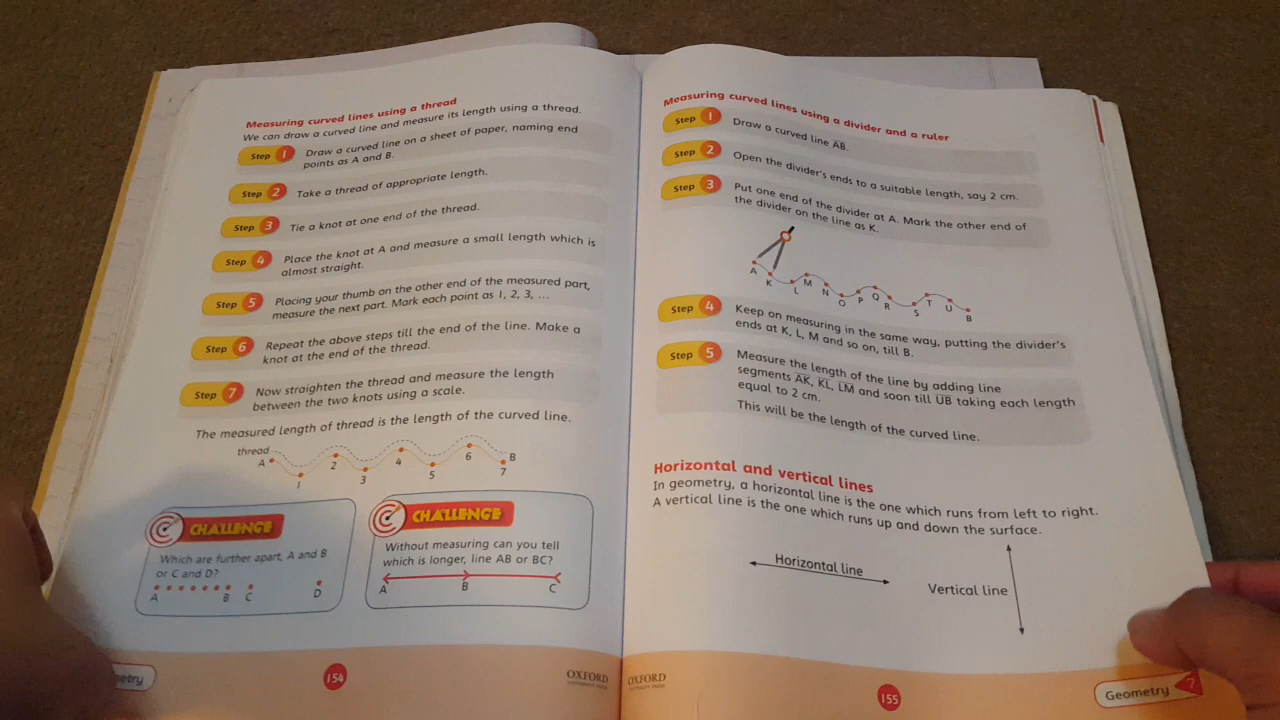 Measuring curved lines using a thread
We can draw a curved line and measure its length using a thread.
Step 1 Draw a curved line on a sheet of paper, naming end
points as A and B.
Step 2 Take a thread of appropriate length.
Step 3 Tie a knot at one end of the thread.
Step 4 Place the knot at A and measure a small length which is
almost straight.
Step 5 Placing your thumb on the other end of the measured part,
measure the next part. Mark each point as 1, 2, 3, ...
Step 6 Repeat the above steps till the end of the line. Make a
knot at the end of the thread.
Step 7 Now straighten the thread and measure the length
between the two knots using a scale.
The measured length of thread is the length of the curved line.
thread
A 1 2 3 4 5 6 7 B
CHALLENGE
Which are further apart, A and B
or C and D?
A B C D
CHALLENGE
Without measuring can you tell
which is longer, line AB or BC?
A B C
etry
154
OXFORD
UNIVERSITY PRESS
Measuring curved lines using a divider and a ruler
Step 1 Draw a curved line A̅B̅.
Step 2 Open the divider's ends to a suitable length, say 2 cm.
Step 3 Put one end of the divider at A. Mark the other end of
the divider on the line as K.
A K L M N O P Q R S T U B
Step 4 Keep on measuring in the same way, putting the divider's
ends at K, L, M and so on, till B.
Step 5 Measure the length of the line by adding line
segments A̅K̅, K̅L̅, L̅M̅ and soon till U̅B̅ taking each length
equal to 2 cm.
This will be the length of the curved line.
Horizontal and vertical lines
In geometry, a horizontal line is the one which runs from left to right.
A vertical line is the one which runs up and down the surface.
Horizontal line
Vertical line
OXFORD
UNIVERSITY PRESS
155
Geometry 7